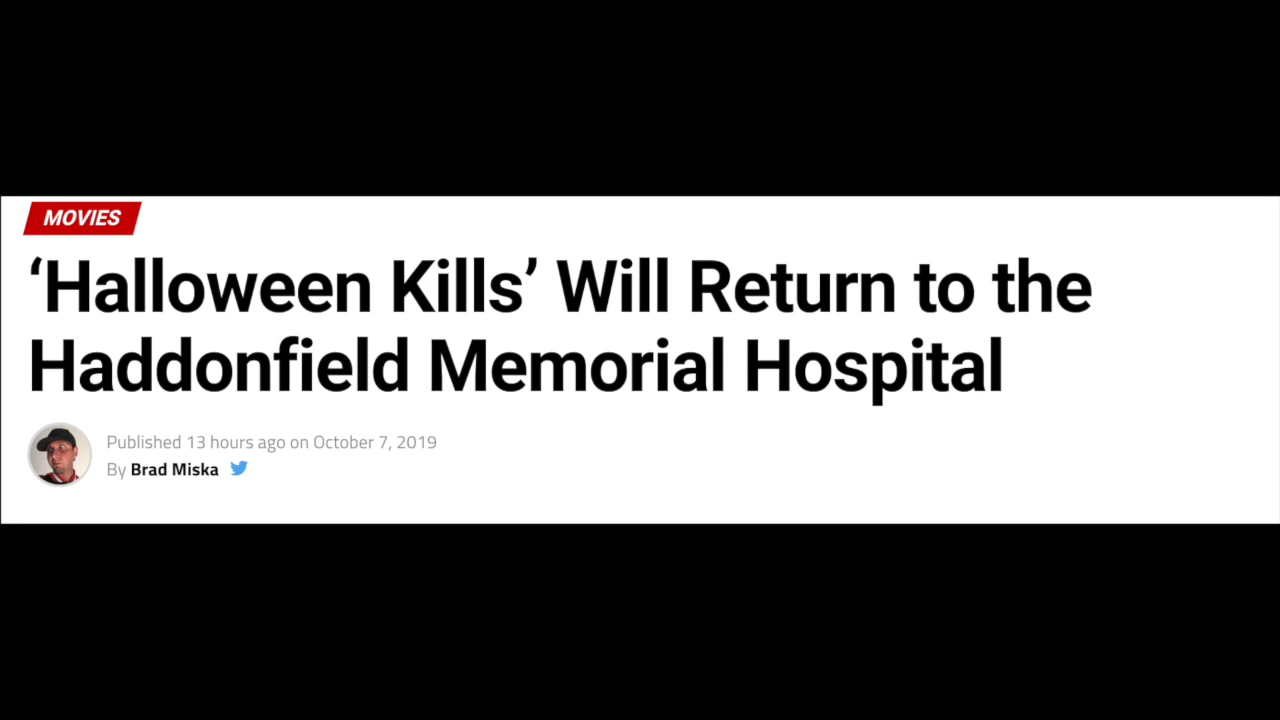 MOVIES
‘Halloween Kills’ Will Return to the
Haddonfield Memorial Hospital
Published 13 hours ago on October 7, 2019
By Brad Miska